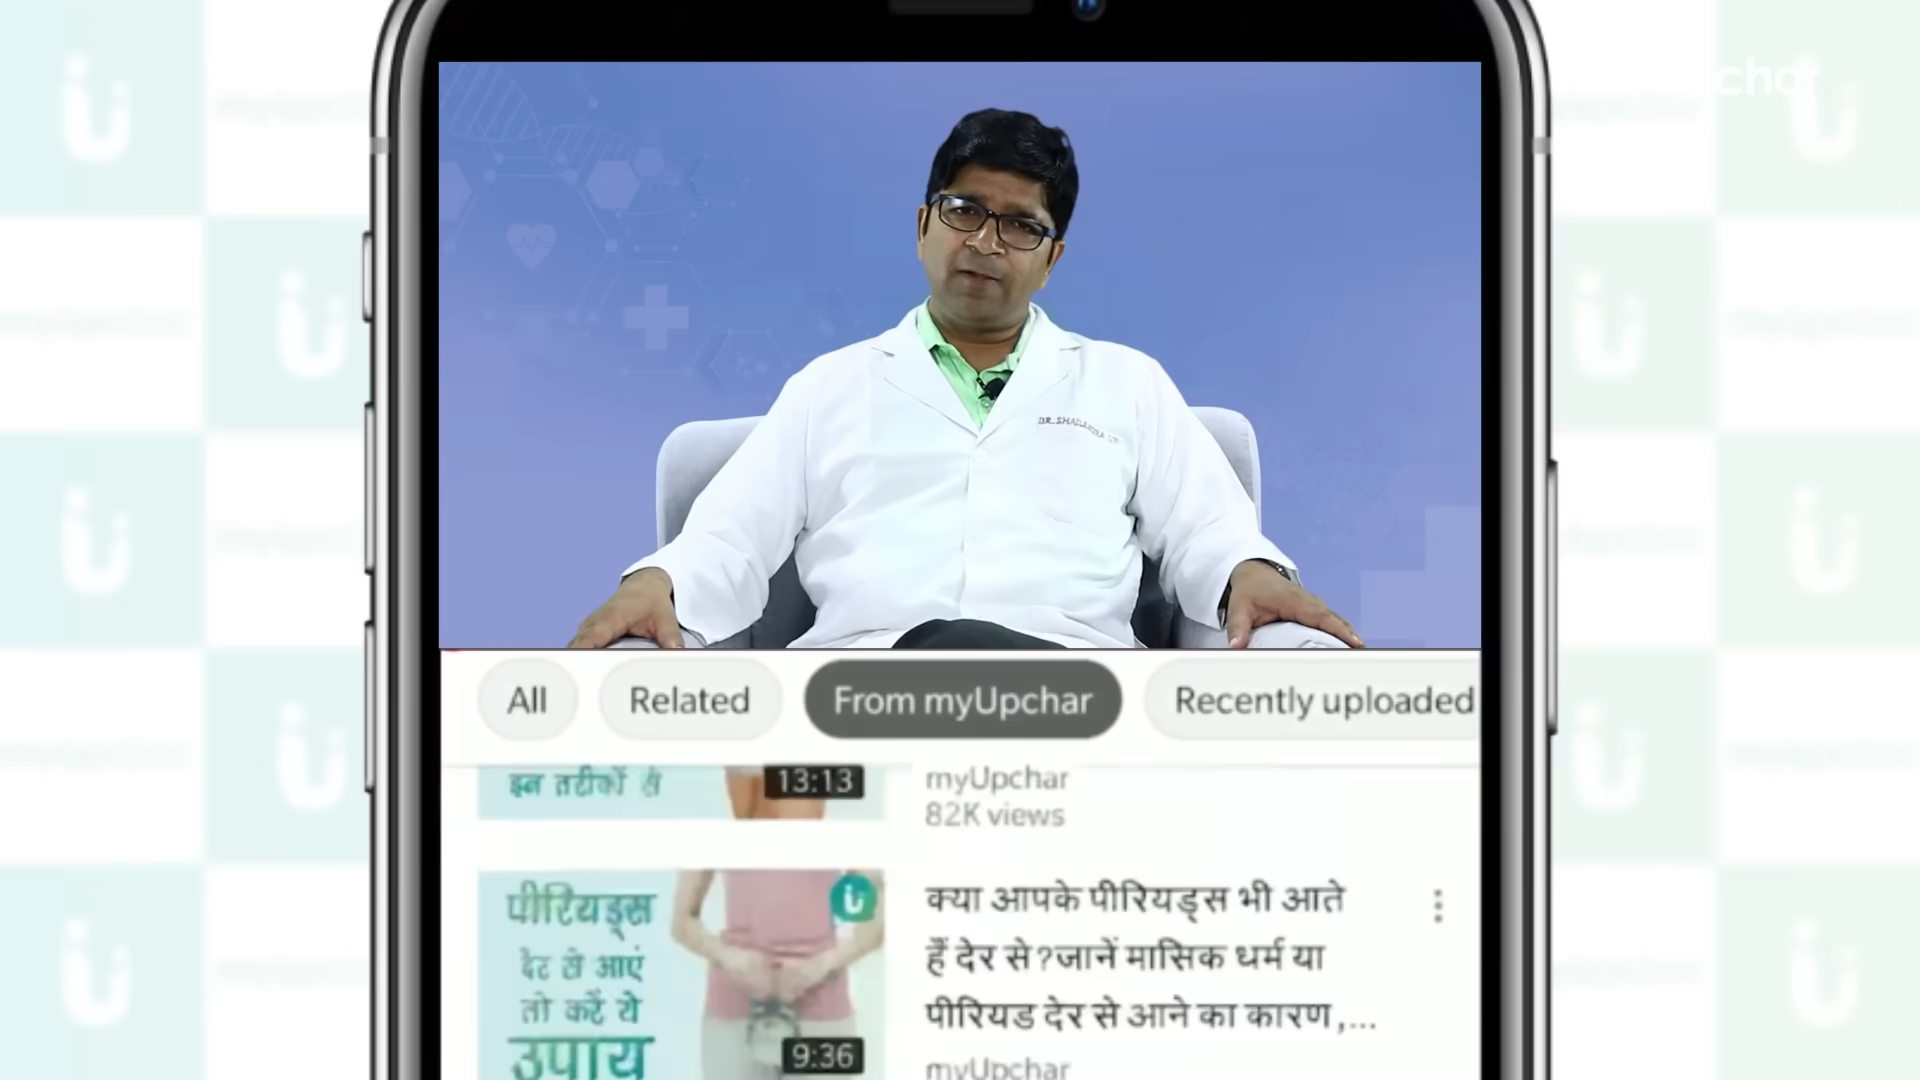 DR.
All
Related
From myUpchar
Recently uploaded
इन तरीकों से
13:13
myUpchar
82K views
पीरियड्स
देर से आएं
तो करें ये
उपाय
9:36
क्या आपके पीरियड्स भी आते
हैं देर से?जानें मासिक धर्म या
पीरियड देर से आने का कारण,...
myUpchar